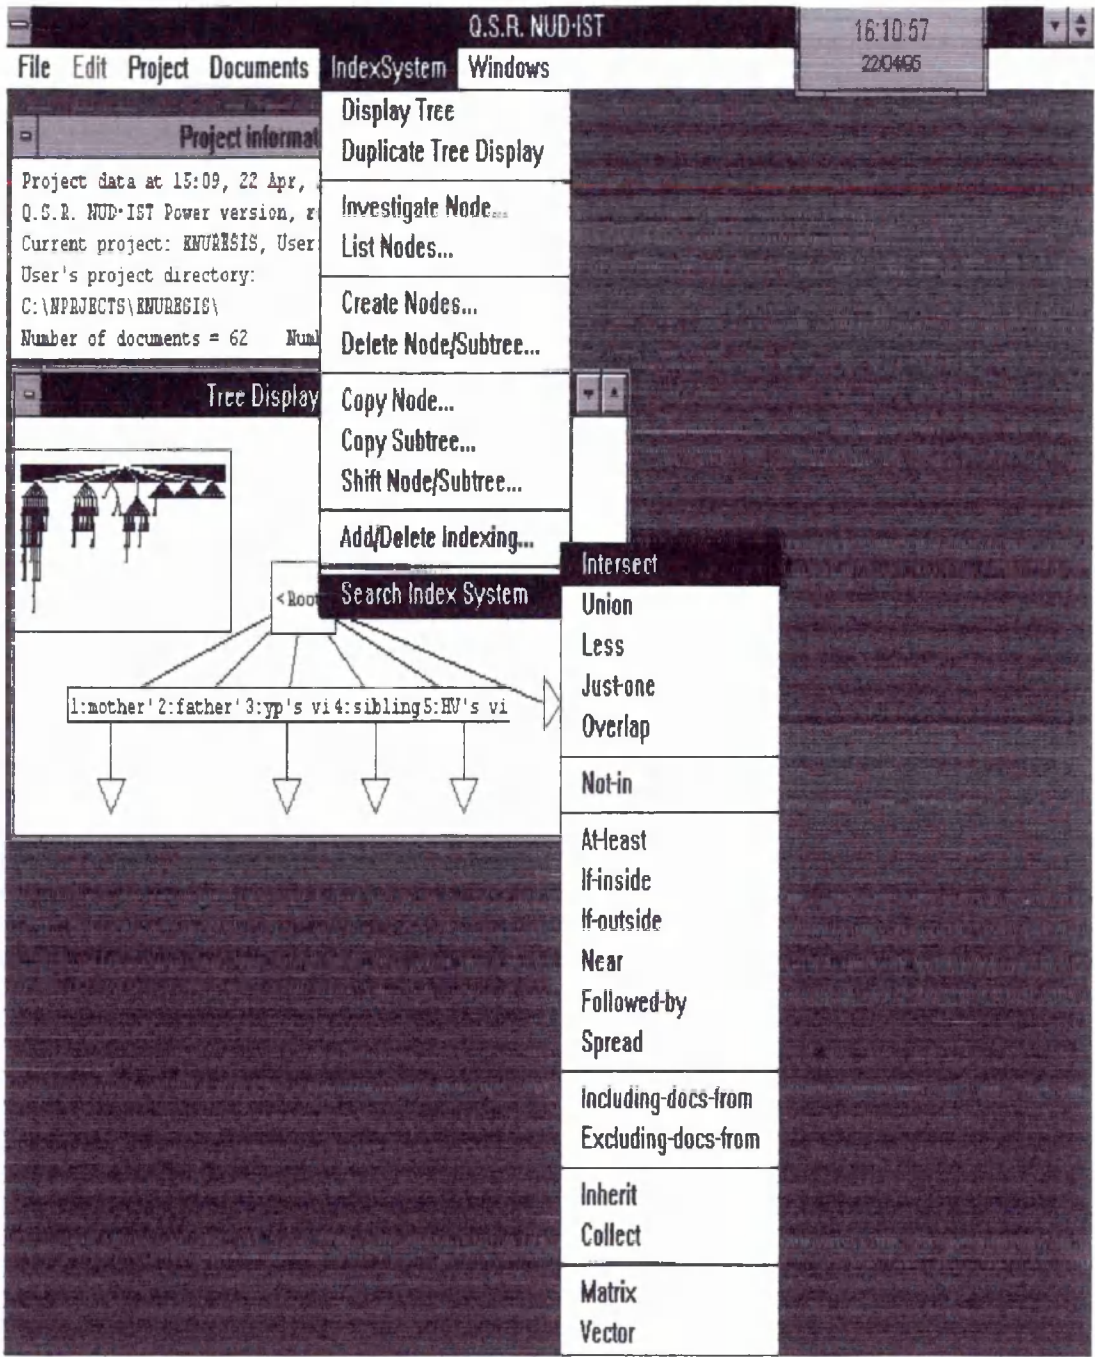 Q.S.R. NUD·IST
16:10:57
22/04/95
File Edit Project Documents IndexSystem Windows
Project informat
Project data at 15:09, 22 Apr,
Q.S.R. NUD·IST Power version, r
Current project: ENURESIS, User
User's project directory:
C:\NPRJECTS\ENURESIS\
Number of documents = 62 Num
Display Tree
Duplicate Tree Display
Investigate Node...
List Nodes...
Create Nodes...
Delete Node/Subtree...
Copy Node...
Copy Subtree...
Shift Node/Subtree...
Add/Delete Indexing...
Search Index System
Tree Display
<Root
1:mother'2:father'3:yp's vi4:sibling5:HV's vi
Intersect
Union
Less
Just-one
Overlap
Not-in
At-least
If-inside
If-outside
Near
Followed-by
Spread
Including-docs-from
Excluding-docs-from
Inherit
Collect
Matrix
Vector